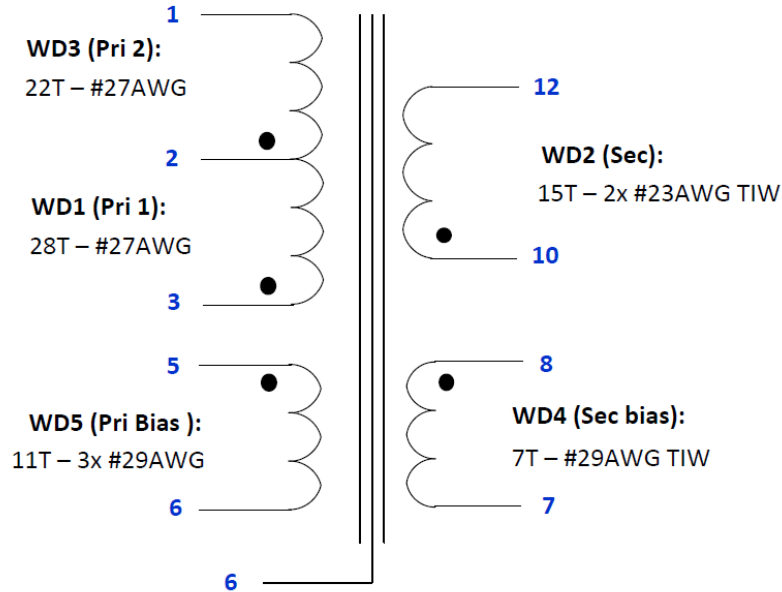 1
WD3 (Pri 2):
22T – #27AWG
2
WD1 (Pri 1):
28T – #27AWG
3
5
WD5 (Pri Bias ):
11T – 3x #29AWG
6
6
12
WD2 (Sec):
15T – 2x #23AWG TIW
10
8
WD4 (Sec bias):
7T – #29AWG TIW
7